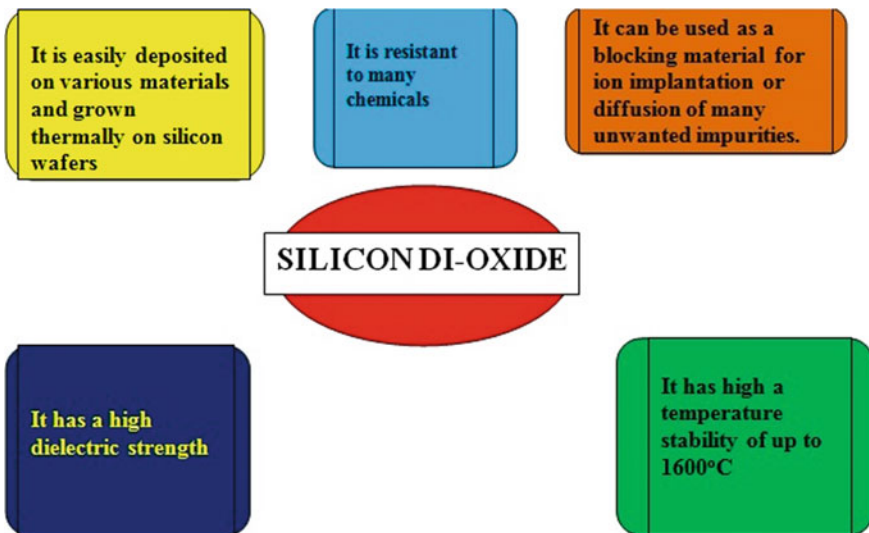 It is easily deposited
on various materials
and grown
thermally on silicon
wafers
It is resistant
to many
chemicals
It can be used as a
blocking material for
ion implantation or
diffusion of many
unwanted impurities.
SILICON DI-OXIDE
It has a high
dielectric strength
It has high a
temperature
stability of up to
1600°C